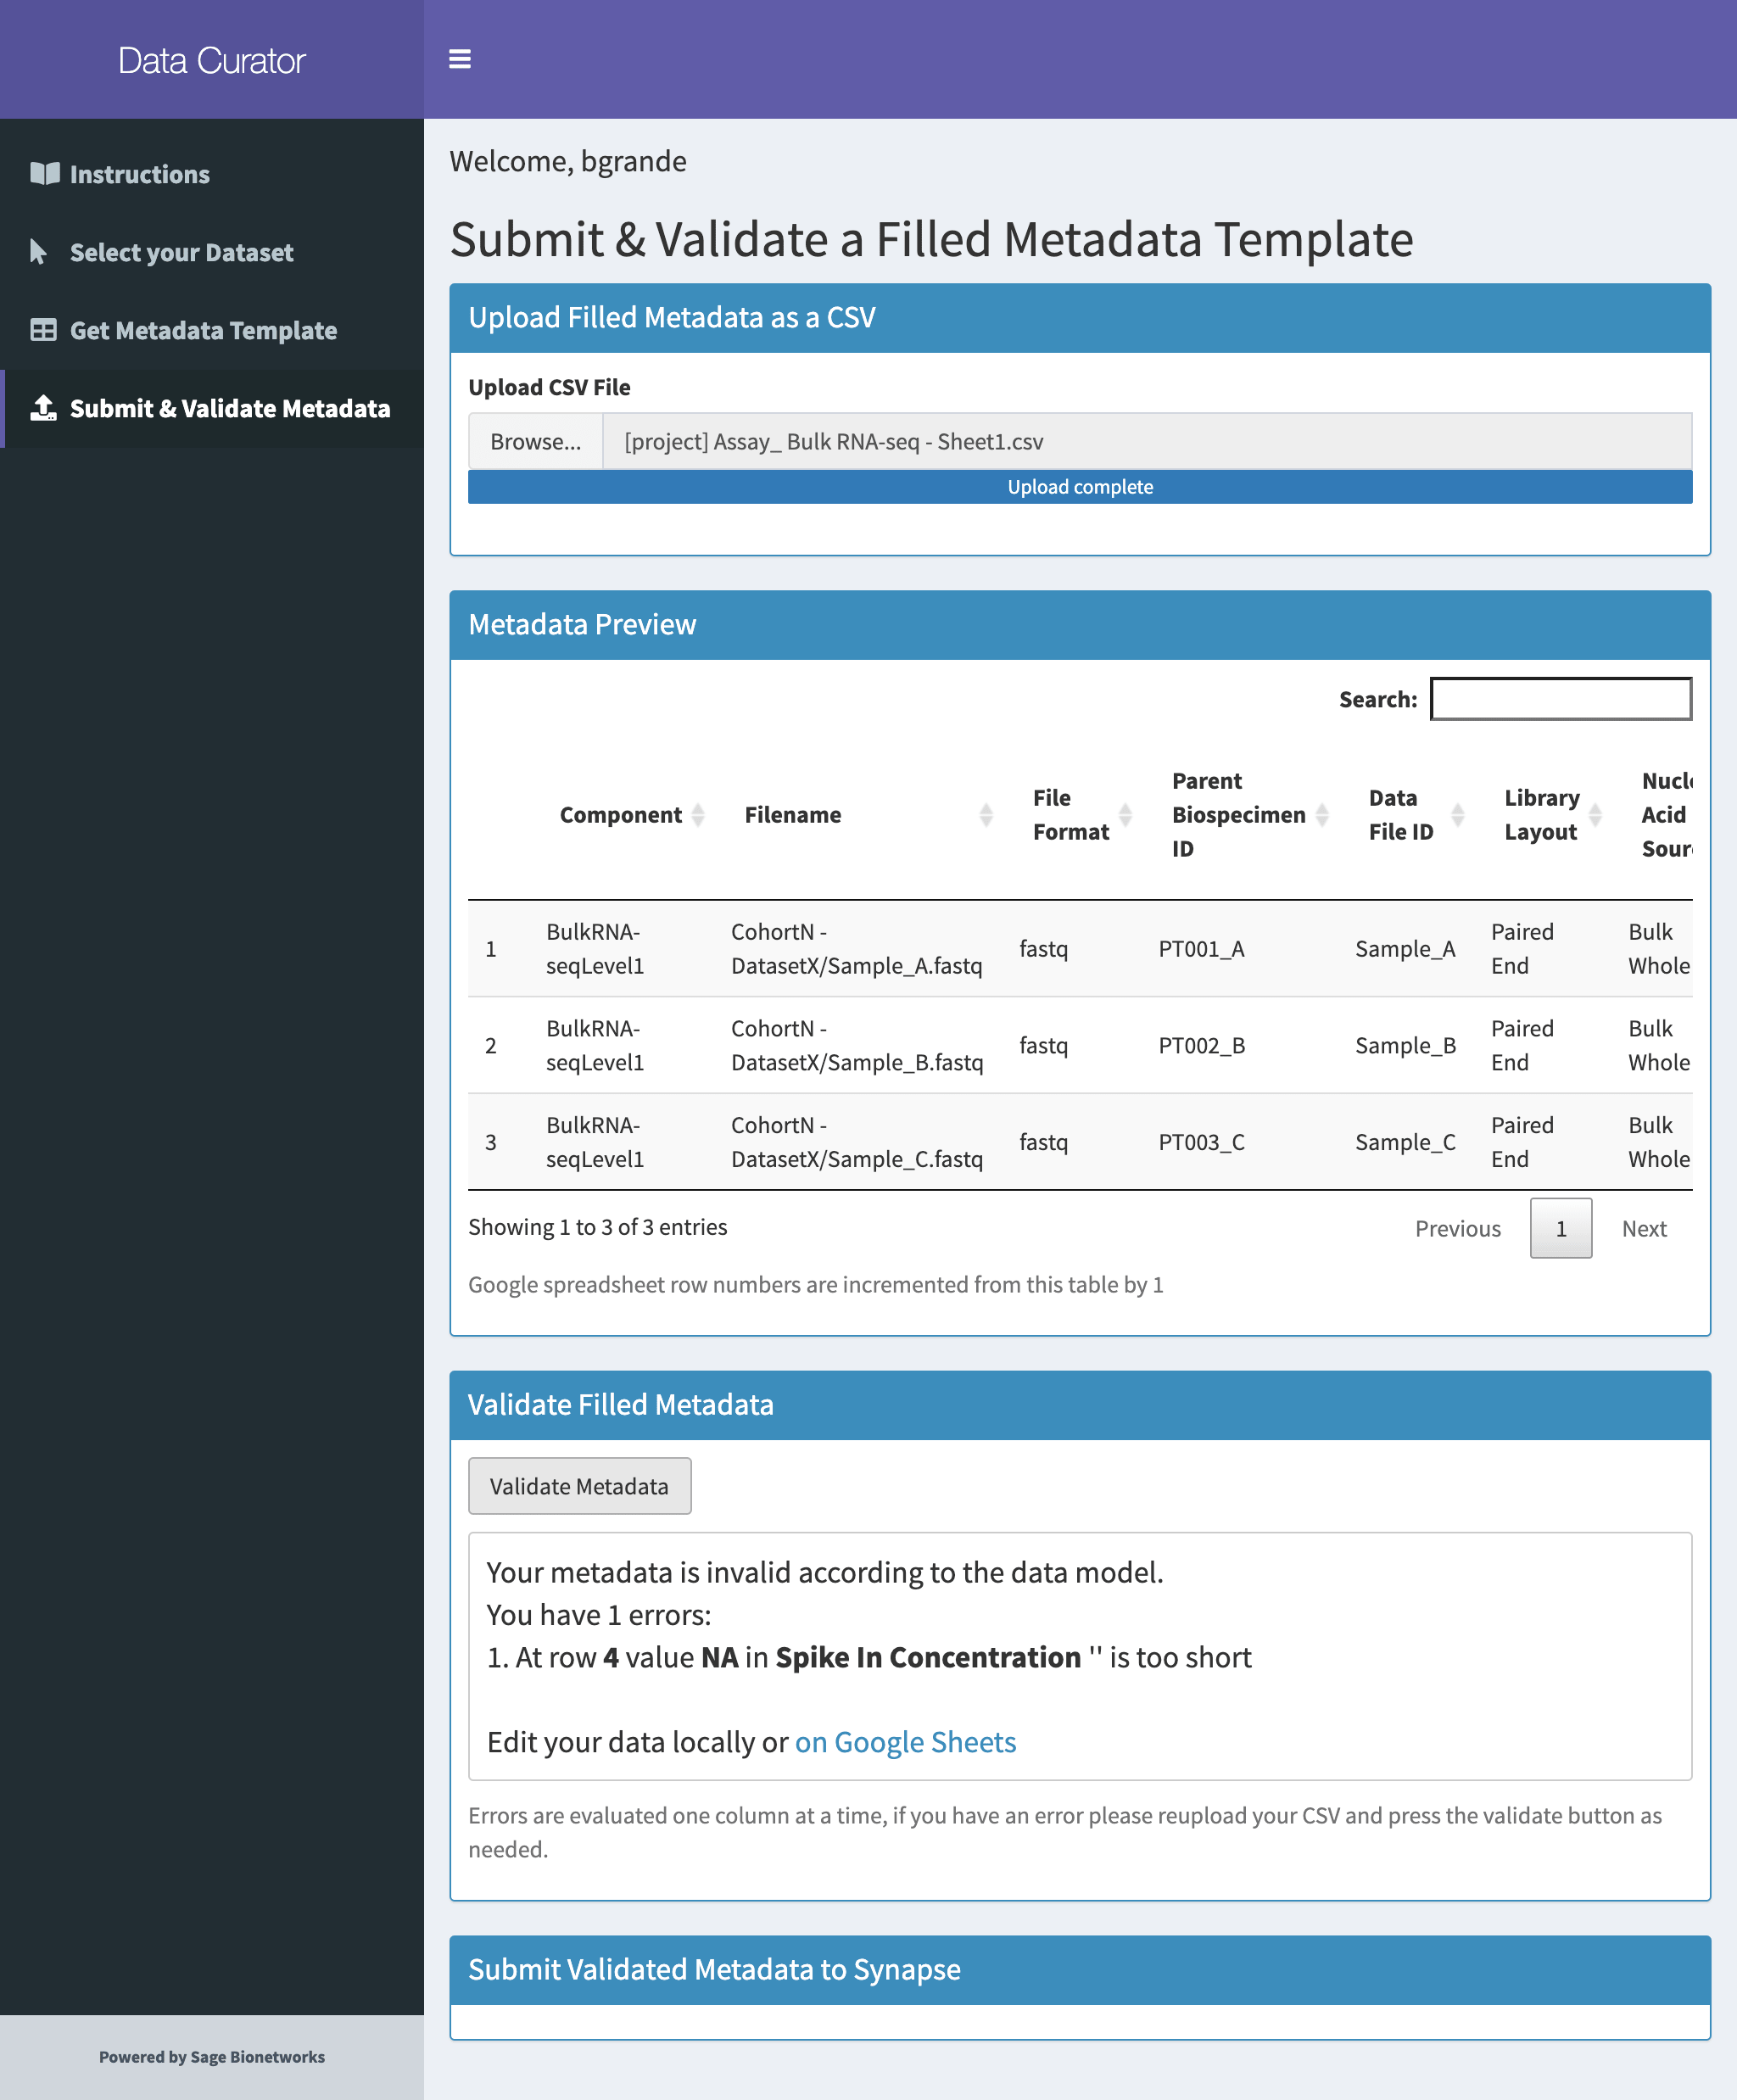 Data Curator
Instructions
Select your Dataset
Get Metadata Template
Submit & Validate Metadata
Powered by Sage Bionetworks
Welcome, bgrande
Submit & Validate a Filled Metadata Template
Upload Filled Metadata as a CSV
Upload CSV File
Browse... [project] Assay_ Bulk RNA-seq - Sheet1.csv
Upload complete
Metadata Preview
Search:
Component Filename File Format Parent Biospecimen ID Data File ID Library Layout Acid
1 BulkRNA-seqLevel1 CohortN - DatasetX/Sample_A.fastq fastq PT001_A Sample_A Paired End Bulk Whole
2 BulkRNA-seqLevel1 CohortN - DatasetX/Sample_B.fastq fastq PT002_B Sample_B Paired End Bulk Whole
3 BulkRNA-seqLevel1 CohortN - DatasetX/Sample_C.fastq fastq PT003_C Sample_C Paired End Bulk Whole
Showing 1 to 3 of 3 entries
Previous 1 Next
Google spreadsheet row numbers are incremented from this table by 1
Validate Filled Metadata
Validate Metadata
Your metadata is invalid according to the data model.
You have 1 errors:
1. At row 4 value NA in Spike In Concentration '' is too short
Edit your data locally or on Google Sheets
Errors are evaluated one column at a time, if you have an error please reupload your CSV and press the validate button as
needed.
Submit Validated Metadata to Synapse